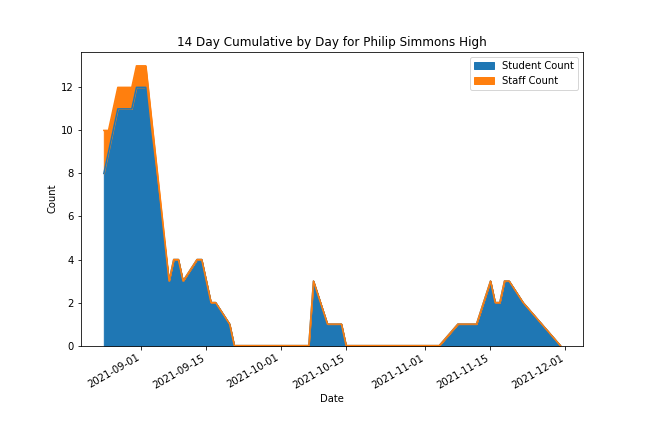 14 Day Cumulative by Day for Philip Simmons High
Student Count
Staff Count
Count
12
10
8
6
4
2
0
2021-09-01
2021-09-15
2021-10-01
2021-10-15
2021-11-01
2021-11-15
2021-12-01
Date